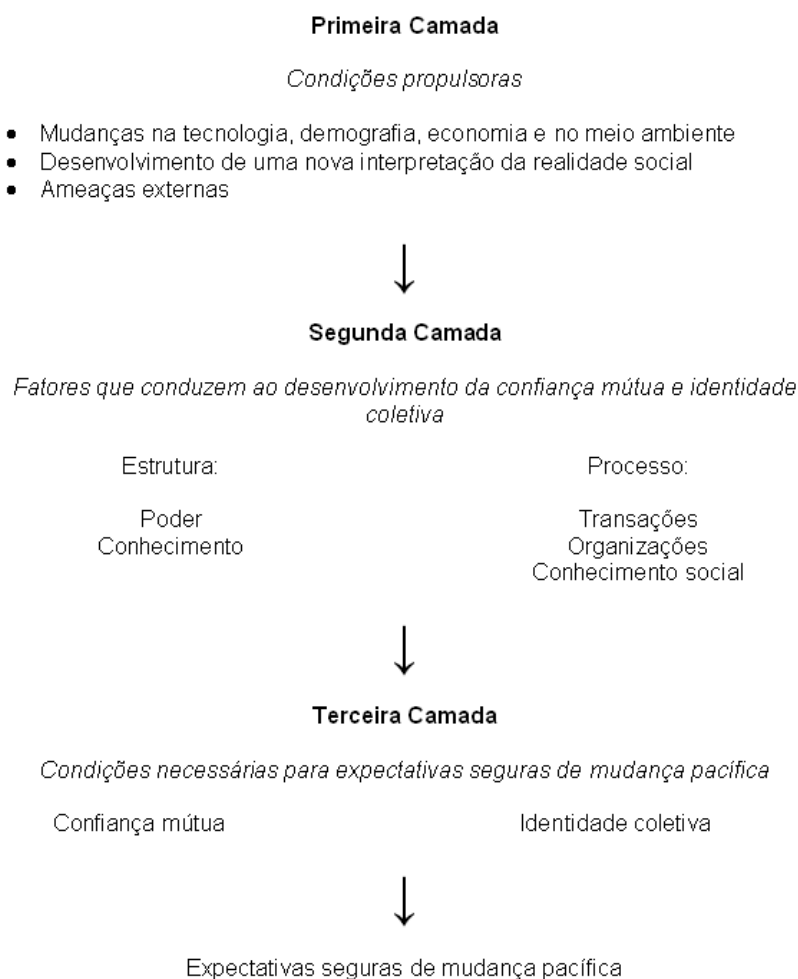 Primeira Camada
Condições propulsoras
• Mudanças na tecnologia, demografia, economia e no meio ambiente
• Desenvolvimento de uma nova interpretação da realidade social
• Ameaças externas
Segunda Camada
Fatores que conduzem ao desenvolvimento da confiança mútua e identidade
coletiva
Estrutura: Processo:
Poder Transações
Conhecimento Organizações
Conhecimento social
Terceira Camada
Condições necessárias para expectativas seguras de mudança pacífica
Confiança mútua Identidade coletiva
Expectativas seguras de mudança pacífica